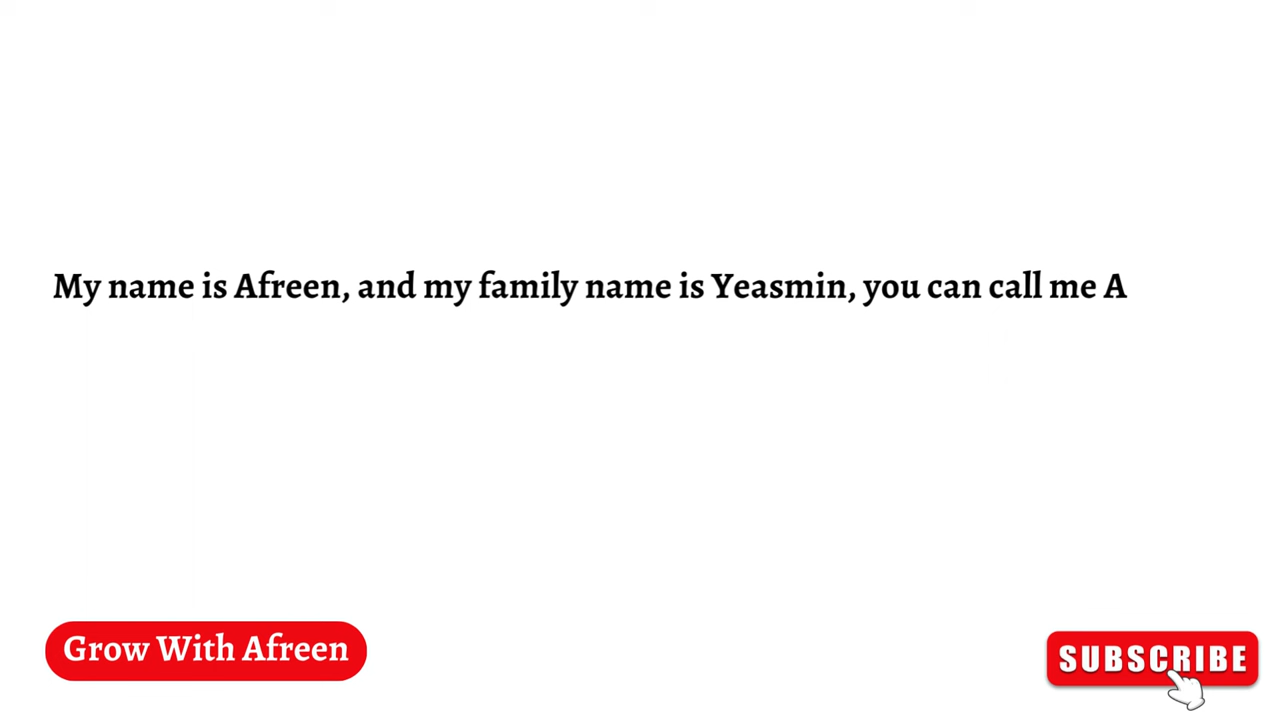 My name is Afreen, and my family name is Yeasmin, you can call me A
Grow With Afreen
SUBSCRIBE